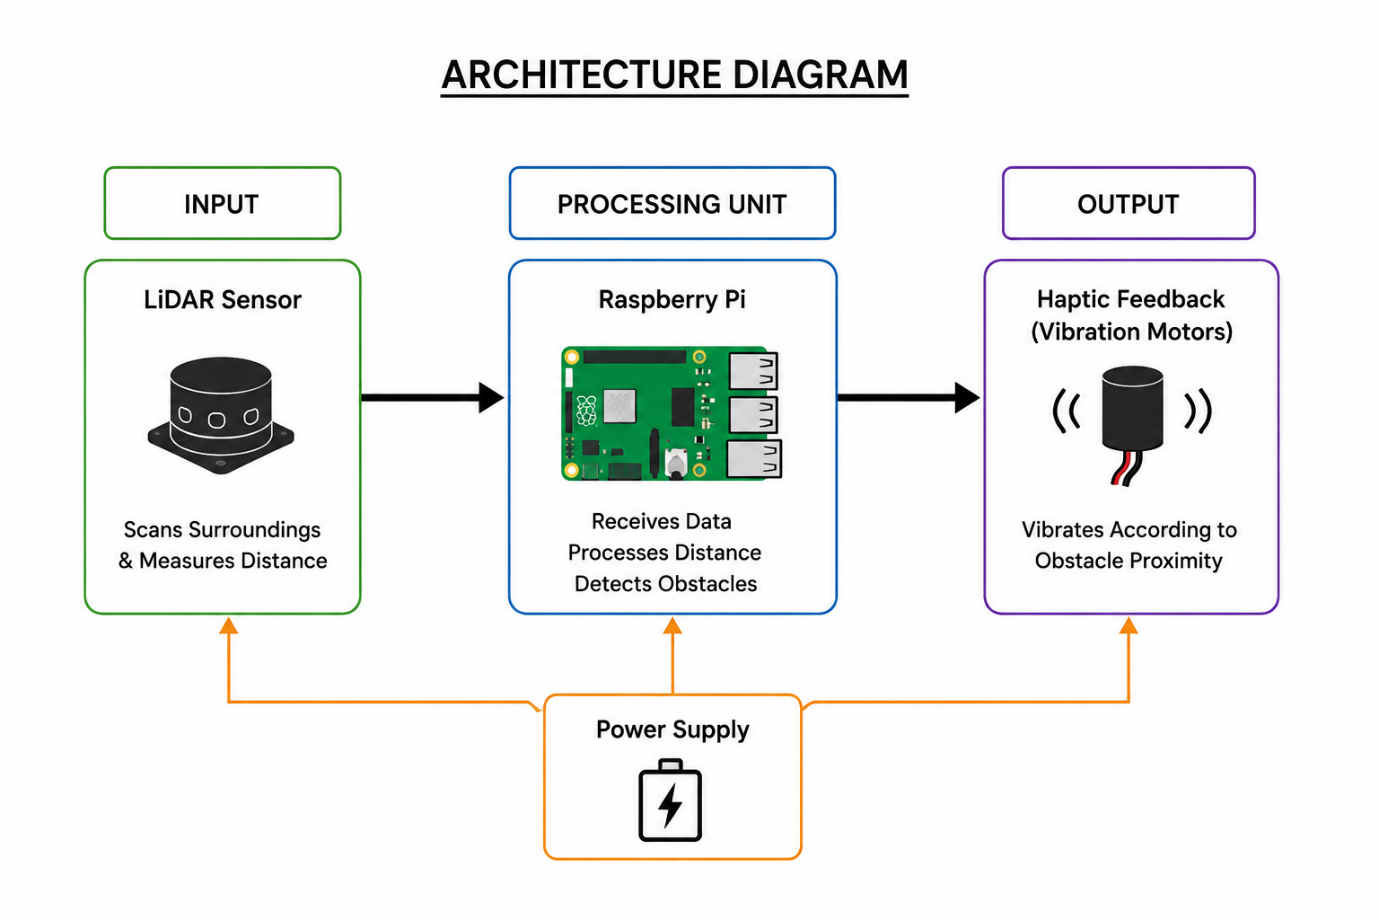 ARCHITECTURE DIAGRAM
INPUT
PROCESSING UNIT
OUTPUT
LiDAR Sensor
Scans Surroundings
& Measures Distance
Raspberry Pi
Receives Data
Processes Distance
Detects Obstacles
Haptic Feedback
(Vibration Motors)
Vibrates According to
Obstacle Proximity
Power Supply